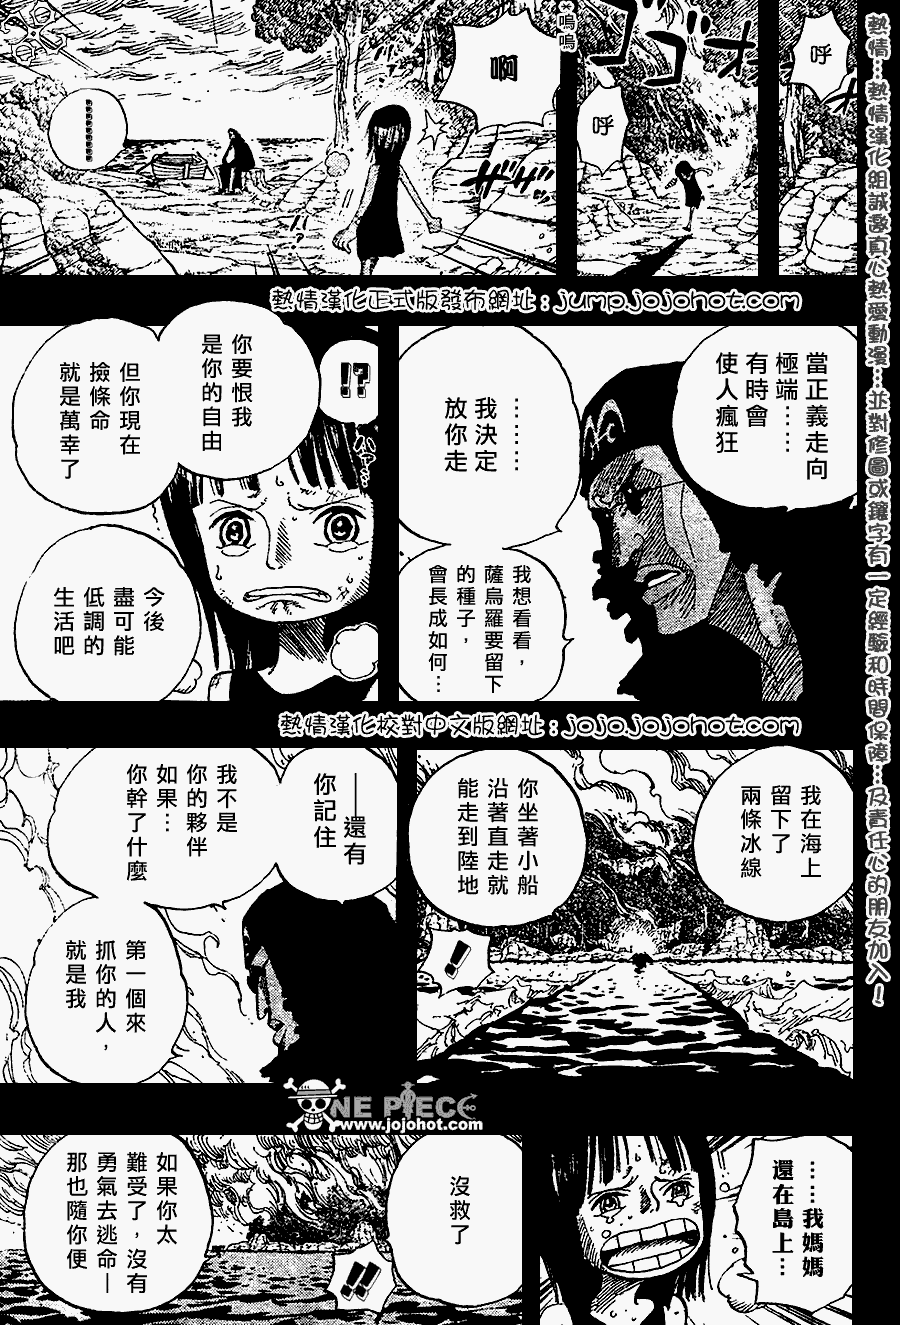 呼
呼
嗚嗚
ゴゴゴ
啊
熱情漢化正式版發布網址：jump.jojohot.com
當正義走向
極端……
有時會
使人瘋狂
……
我決定
放你走
……
我想看看，
薩烏羅要留下
的種子，
會長成如何…
!?
ハァ…
你要恨我
是你的自由
但你現在
撿條命
就是萬幸了
今後
盡可能
低調的
生活吧
熱情漢化校對中文版網址：jojo.jojohot.com
我在海上
留下了
兩條冰線
你坐著小船
沿著直走就
能走到陸地
!!
——還有
你記住
我不是
你的夥伴
如果…
你幹了什麼
第一個來
抓你的人，
就是我
ONE PIECE
www.jojohot.com
……我媽媽
還在島上…
沒救了
!!
如果你太
難受了，沒有
勇氣去逃命—
那也隨你便
熱情…熱情漢化組誠邀真心熱愛動漫…並對修圖或鑲字有一定經驗和時間保障…及責任心的朋友加入！